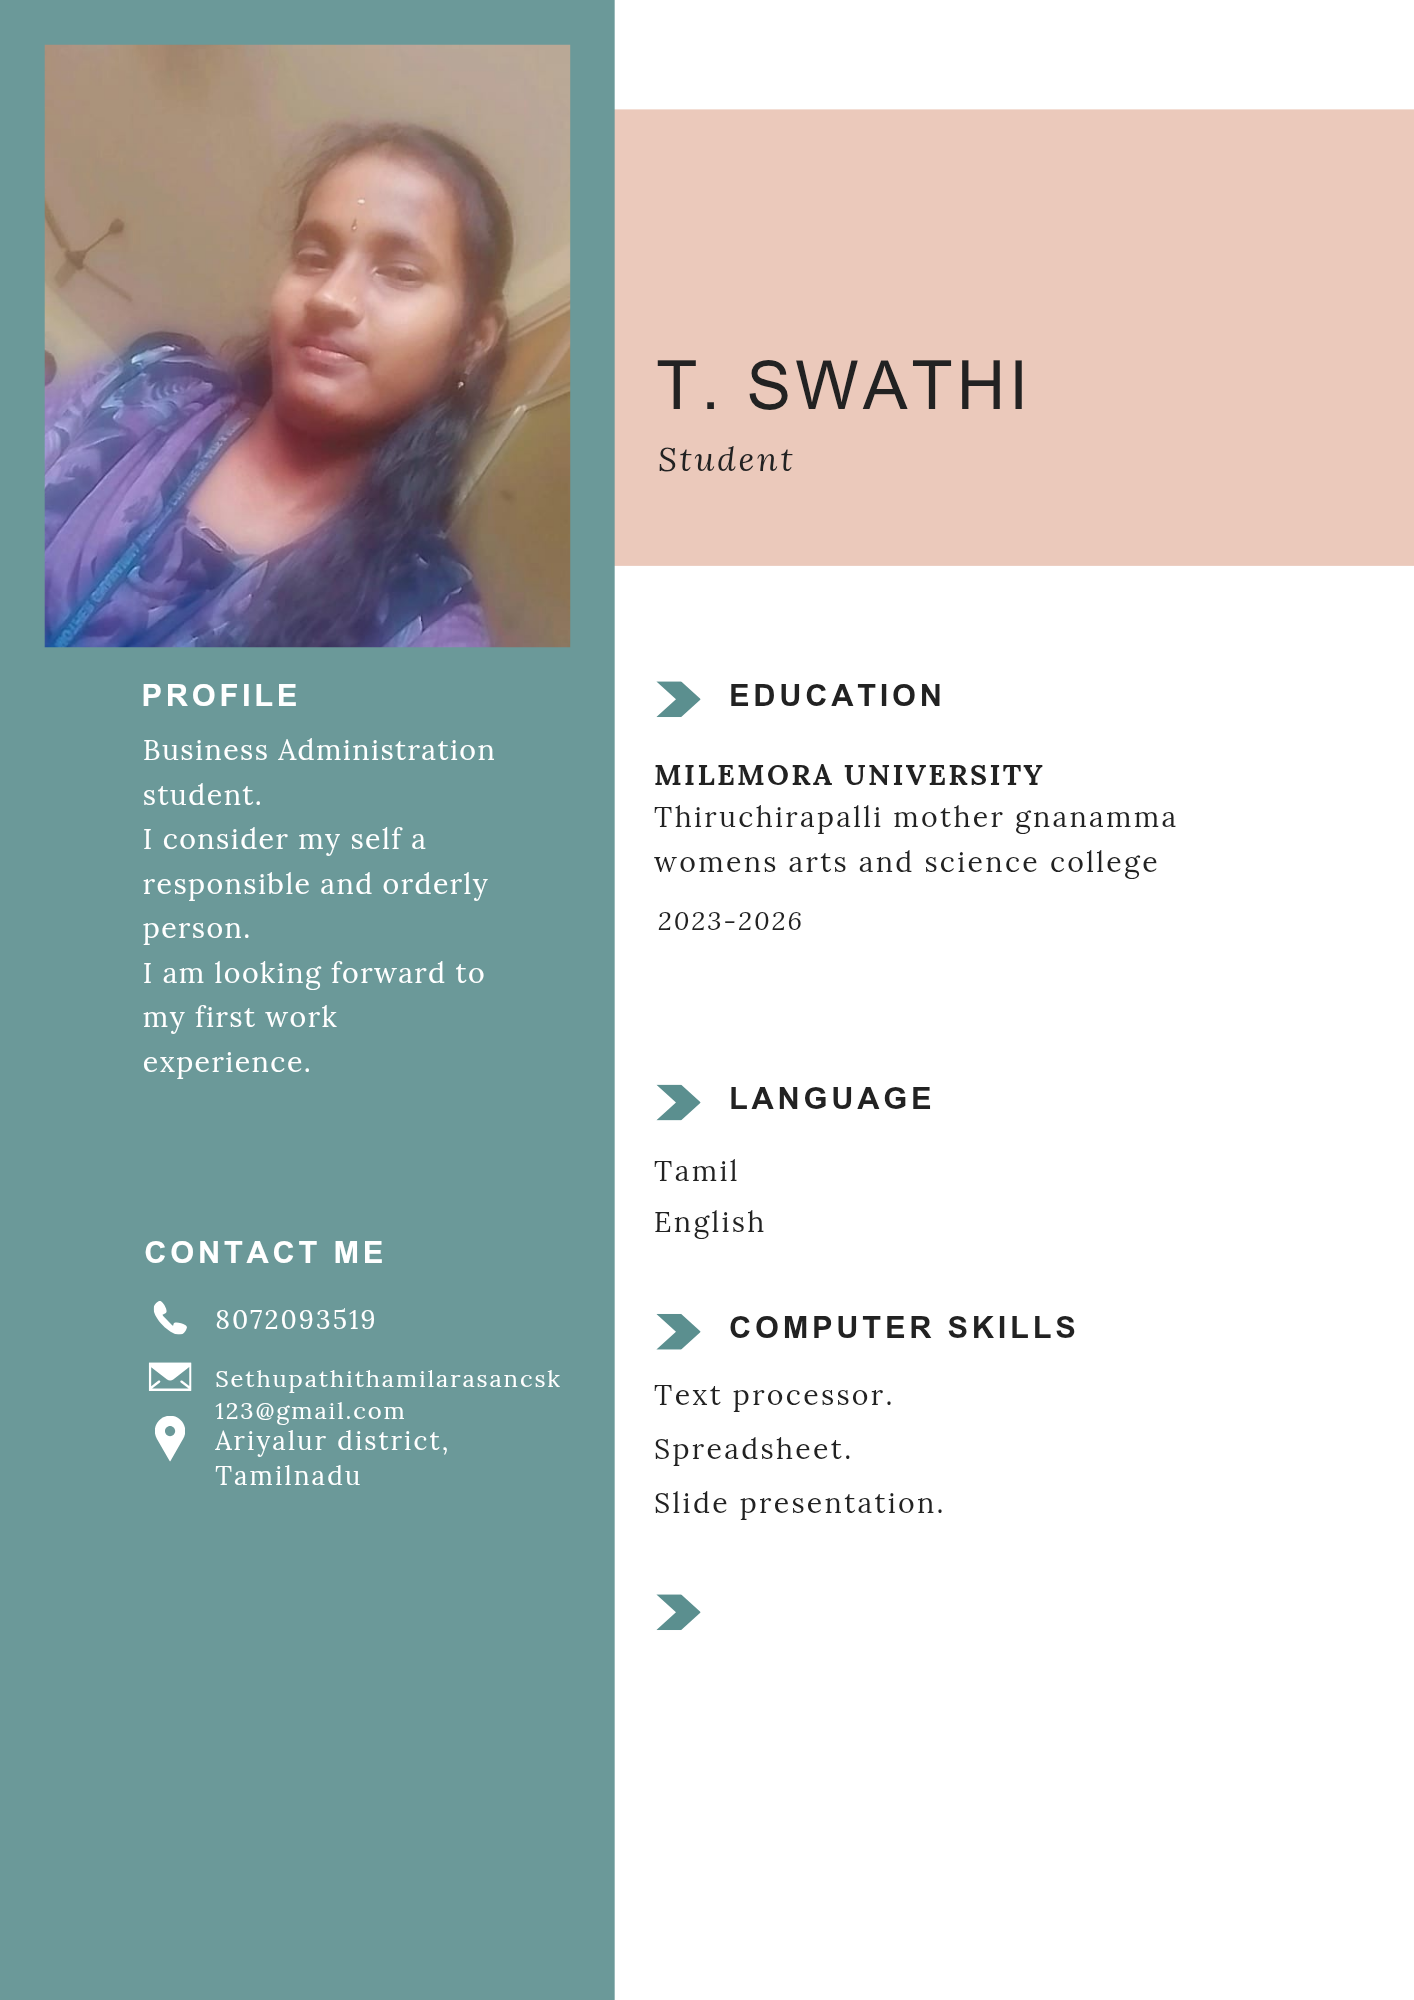 T. SWATHI
Student
PROFILE
Business Administration
student.
I consider my self a
responsible and orderly
person.
I am looking forward to
my first work
experience.
CONTACT ME
8072093519
Sethupathithamilarasancsk
123@gmail.com
Ariyalur district,
Tamilnadu
EDUCATION
MILEMORA UNIVERSITY
Thiruchirapalli mother gnanamma
womens arts and science college
2023-2026
LANGUAGE
Tamil
English
COMPUTER SKILLS
Text processor.
Spreadsheet.
Slide presentation.